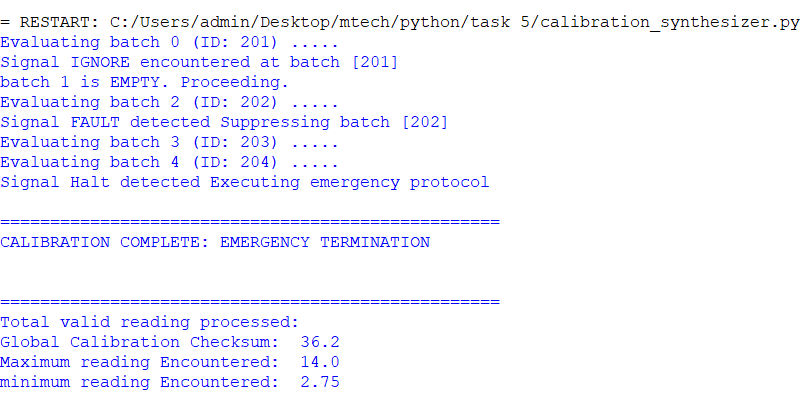 = RESTART: C:/Users/admin/Desktop/mtech/python/task 5/calibration_synthesizer.py
Evaluating batch 0 (ID: 201) .....
Signal IGNORE encountered at batch [201]
batch 1 is EMPTY. Proceeding.
Evaluating batch 2 (ID: 202) .....
Signal FAULT detected Suppressing batch [202]
Evaluating batch 3 (ID: 203) .....
Evaluating batch 4 (ID: 204) .....
Signal Halt detected Executing emergency protocol
==================================================
CALIBRATION COMPLETE: EMERGENCY TERMINATION
==================================================
Total valid reading processed:
Global Calibration Checksum:  36.2
Maximum reading Encountered:  14.0
minimum reading Encountered:  2.75